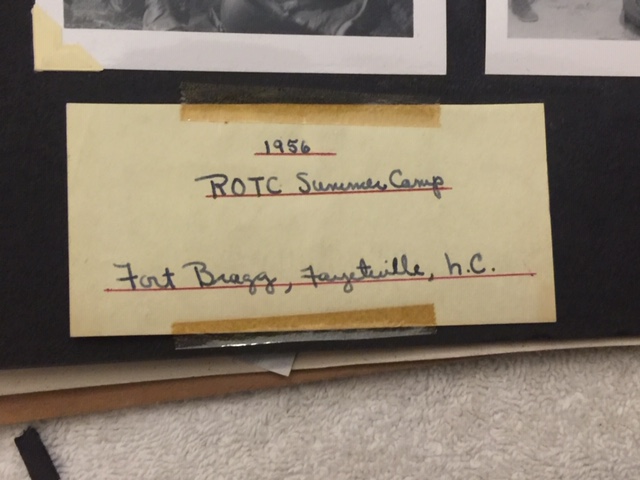 1956
ROTC Summer Camp
Fort Bragg, Fayetteville, N.C.